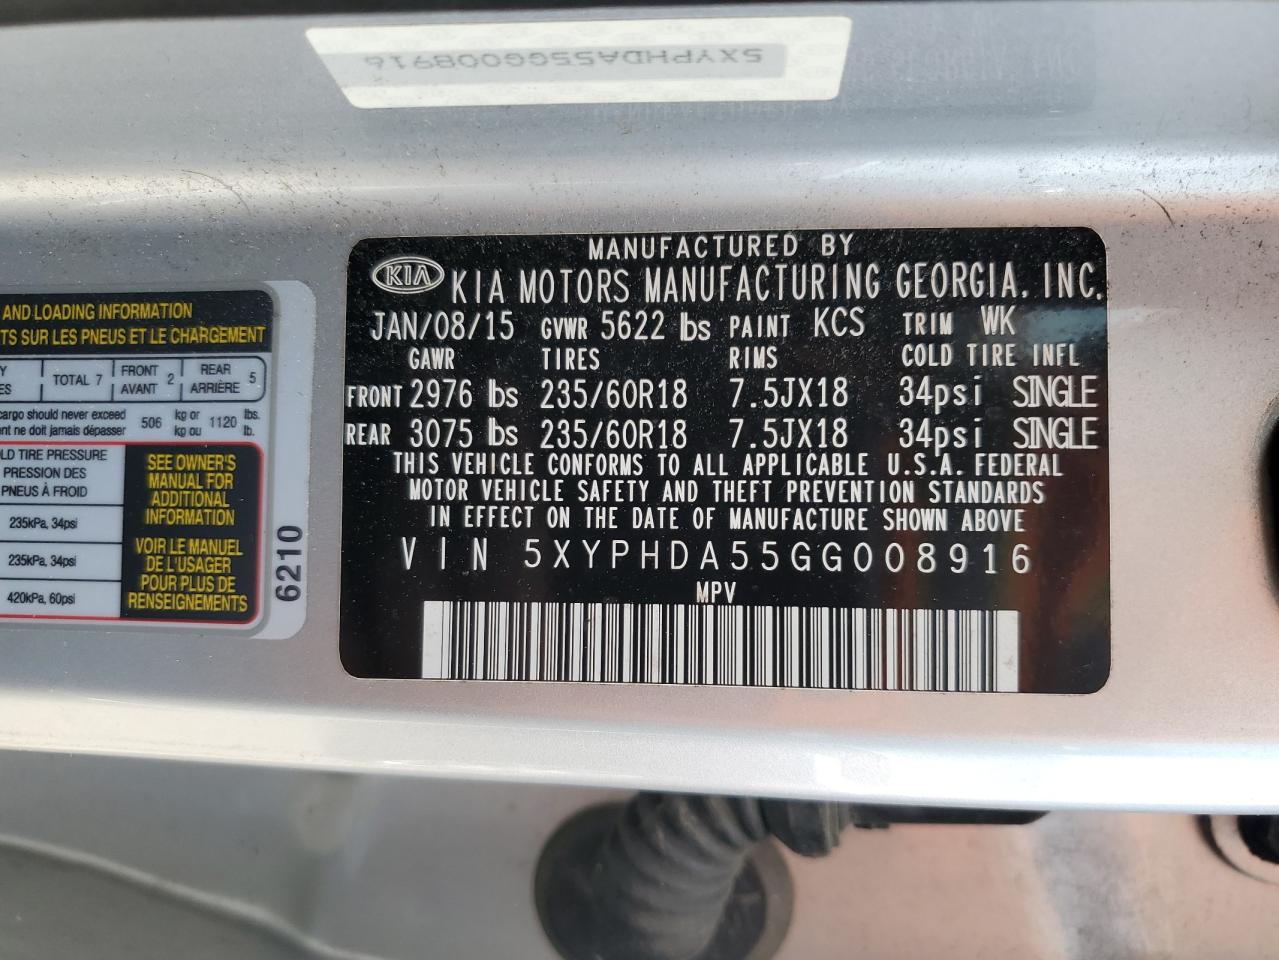 5XYPHDA55GG008916
MANUFACTURED BY
KIA KIA MOTORS MANUFACTURING GEORGIA, INC.
JAN/08/15 GVWR 5622 lbs PAINT KCS TRIM WK
GAWR TIRES RIMS COLD TIRE INFL
FRONT 2976 lbs 235/60R18 7.5JX18 34psi SINGLE
REAR 3075 lbs 235/60R18 7.5JX18 34psi SINGLE
THIS VEHICLE CONFORMS TO ALL APPLICABLE U.S.A. FEDERAL
MOTOR VEHICLE SAFETY AND THEFT PREVENTION STANDARDS
IN EFFECT ON THE DATE OF MANUFACTURE SHOWN ABOVE
VIN 5XYPHDA55GG008916
MPV
AND LOADING INFORMATION
SUR LES PNEUS ET LE CHARGEMENT
TOTAL 7 FRONT 2 REAR 5
AVANT ARRIÈRE
cargo should never exceed 506 kg or 1120 lbs.
ne doit jamais dépasser kg ou lb.
TIRE PRESSURE
PRESSION DES
PNEUS À FROID
235kPa, 34psi
235kPa, 34psi
420kPa, 60psi
SEE OWNER'S
MANUAL FOR
ADDITIONAL
INFORMATION
VOIR LE MANUEL
DE L'USAGER
POUR PLUS DE
RENSEIGNEMENTS
6210